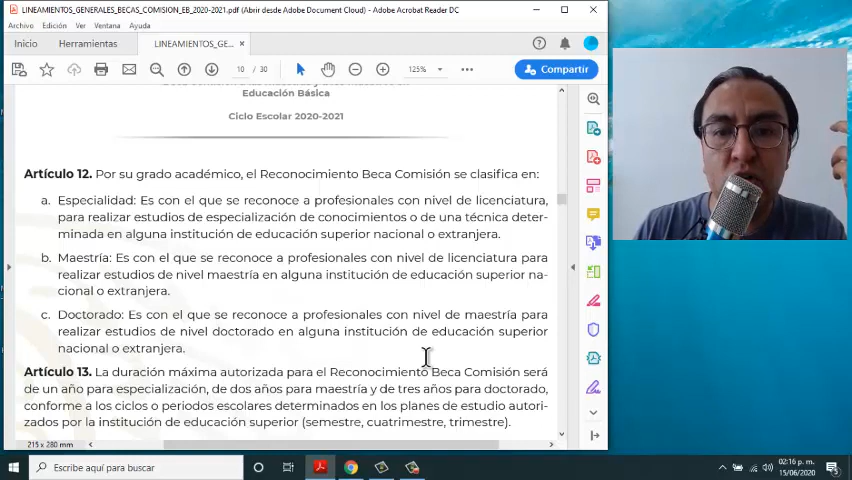 LINEAMIENTOS_GENERALES_BECAS_COMISION_EB_2020-2021.pdf (Abrir desde Adobe Document Cloud) - Adobe Acrobat Reader DC
Archivo Edición Ver Ventana Ayuda
Inicio Herramientas LINEAMIENTOS_GE... ×
10 / 30 125% Compartir
Educación Básica
Ciclo Escolar 2020-2021
Artículo 12. Por su grado académico, el Reconocimiento Beca Comisión se clasifica en:
a. Especialidad: Es con el que se reconoce a profesionales con nivel de licenciatura,
para realizar estudios de especialización de conocimientos o de una técnica deter-
minada en alguna institución de educación superior nacional o extranjera.
b. Maestría: Es con el que se reconoce a profesionales con nivel de licenciatura para
realizar estudios de nivel maestría en alguna institución de educación superior na-
cional o extranjera.
c. Doctorado: Es con el que se reconoce a profesionales con nivel de maestría para
realizar estudios de nivel doctorado en alguna institución de educación superior
nacional o extranjera.
Artículo 13. La duración máxima autorizada para el Reconocimiento Beca Comisión será
de un año para especialización, de dos años para maestría y de tres años para doctorado,
conforme a los ciclos o periodos escolares determinados en los planes de estudio autori-
zados por la institución de educación superior (semestre, cuatrimestre, trimestre).
215 x 280 mm
Escribe aquí para buscar
02:16 p. m.
15/06/2020